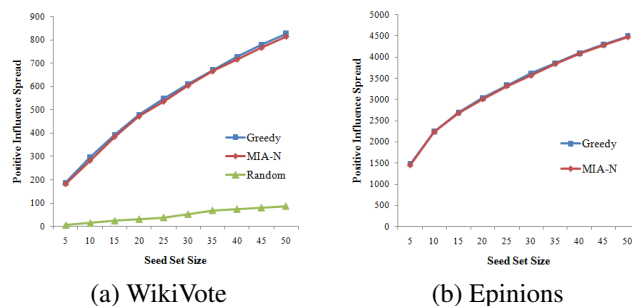 900
800
700
600
500
400
300
200
100
0
Positive Influence Spread
Greedy
MIA-N
Random
5 10 15 20 25 30 35 40 45 50
Seed Set Size
(a) WikiVote
5000
4500
4000
3500
3000
2500
2000
1500
1000
500
0
Positive Influence Spread
Greedy
MIA-N
5 10 15 20 25 30 35 40 45 50
Seed Set Size
(b) Epinions